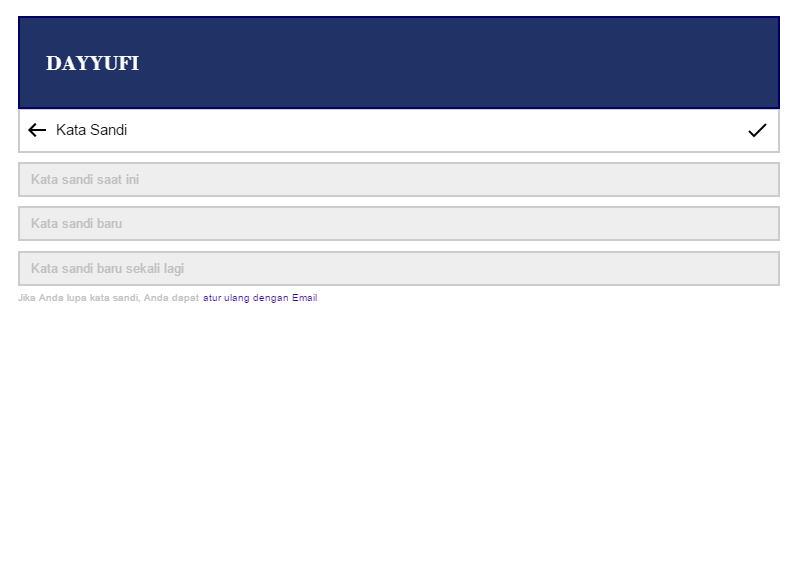 DAYYUFI
Kata Sandi
Kata sandi saat ini
Kata sandi baru
Kata sandi baru sekali lagi
Jika Anda lupa kata sandi, Anda dapat atur ulang dengan Email